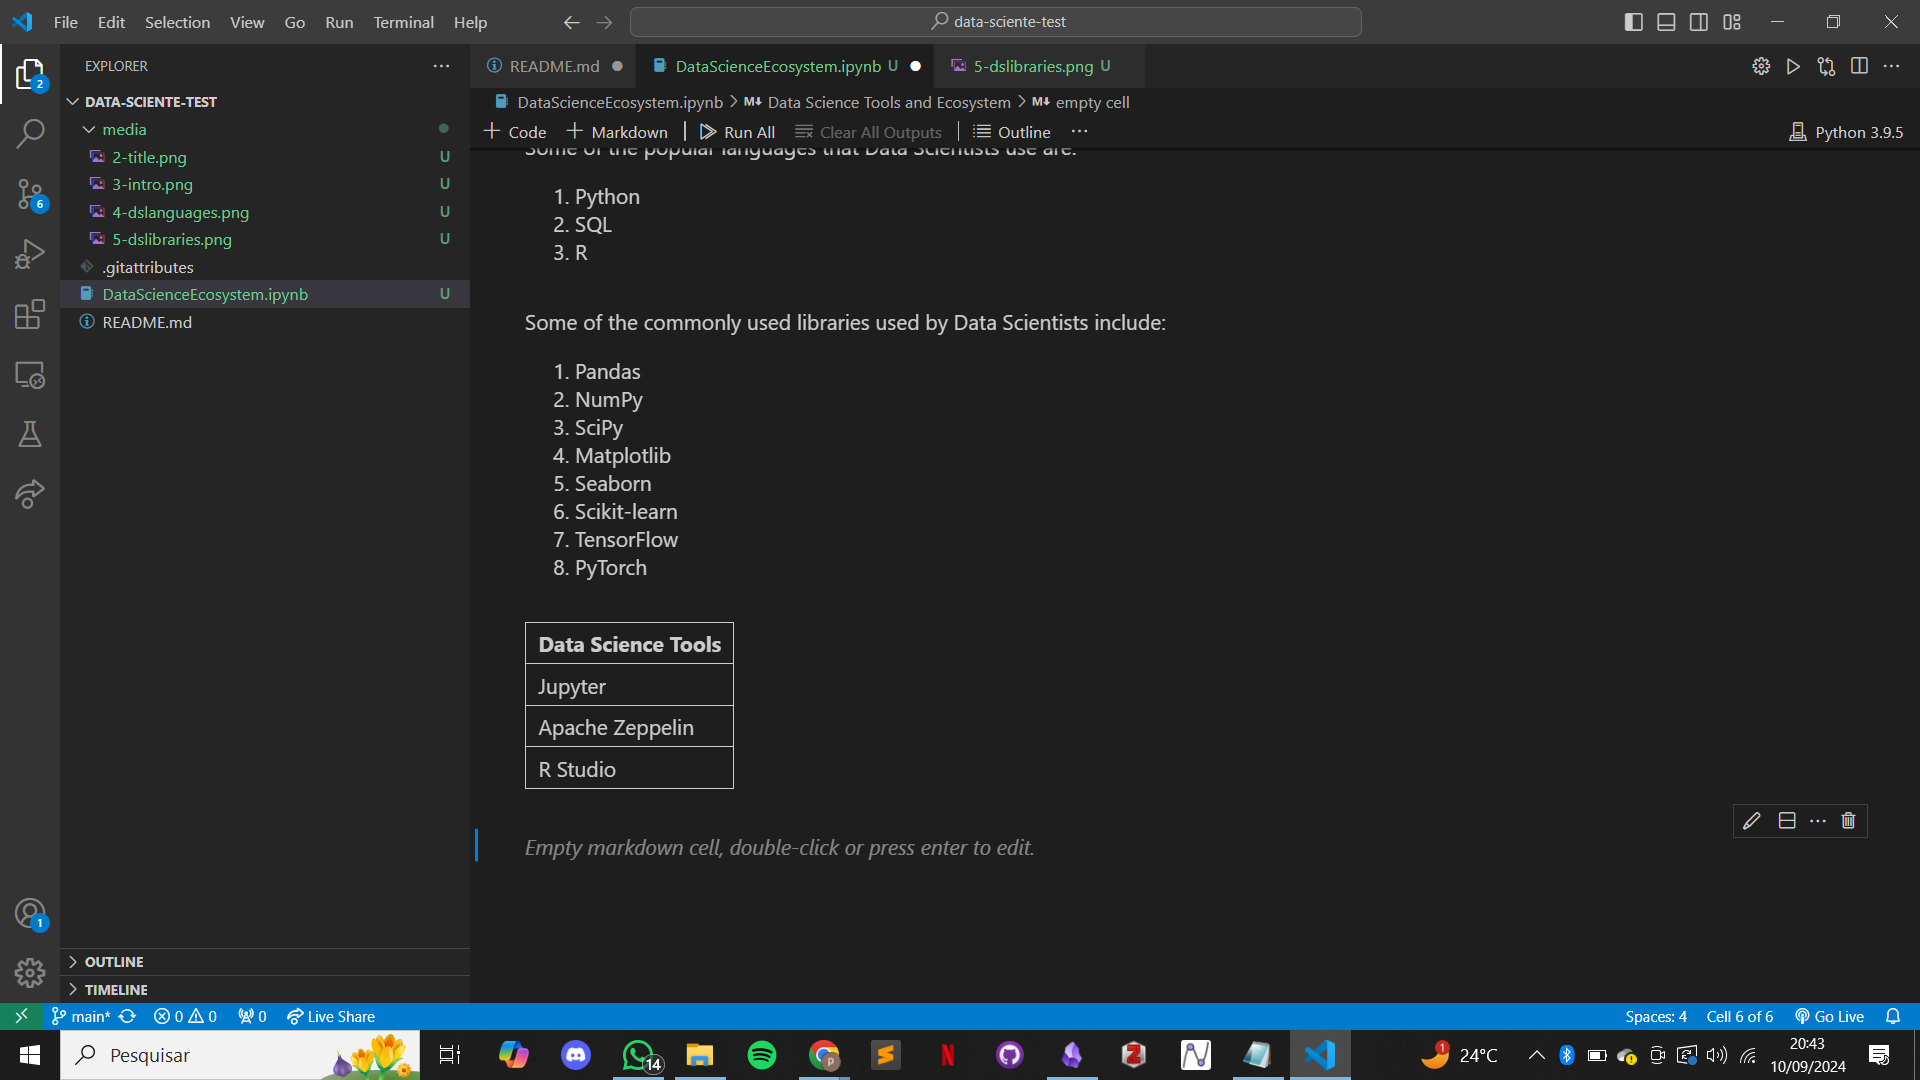 File Edit Selection View Go Run Terminal Help
data-sciente-test
EXPLORER
DATA-SCIENTE-TEST
media
2-title.png U
3-intro.png U
4-dslanguages.png U
5-dslibraries.png U
.gitattributes
DataScienceEcosystem.ipynb U
README.md
2
6
1
OUTLINE
TIMELINE
README.md
DataScienceEcosystem.ipynb U
5-dslibraries.png U
DataScienceEcosystem.ipynb > M↓ Data Science Tools and Ecosystem > M↓ empty cell
+ Code + Markdown | Run All Clear All Outputs | Outline ···
Python 3.9.5
Some of the popular languages that Data Scientists use are:
1. Python
2. SQL
3. R
Some of the commonly used libraries used by Data Scientists include:
1. Pandas
2. NumPy
3. SciPy
4. Matplotlib
5. Seaborn
6. Scikit-learn
7. TensorFlow
8. PyTorch
Data Science Tools
Jupyter
Apache Zeppelin
R Studio
Empty markdown cell, double-click or press enter to edit.
main* 0 0 0 Live Share
Spaces: 4 Cell 6 of 6 Go Live
Pesquisar
14
p
S
N
Z
N
1
24°C
20:43
10/09/2024